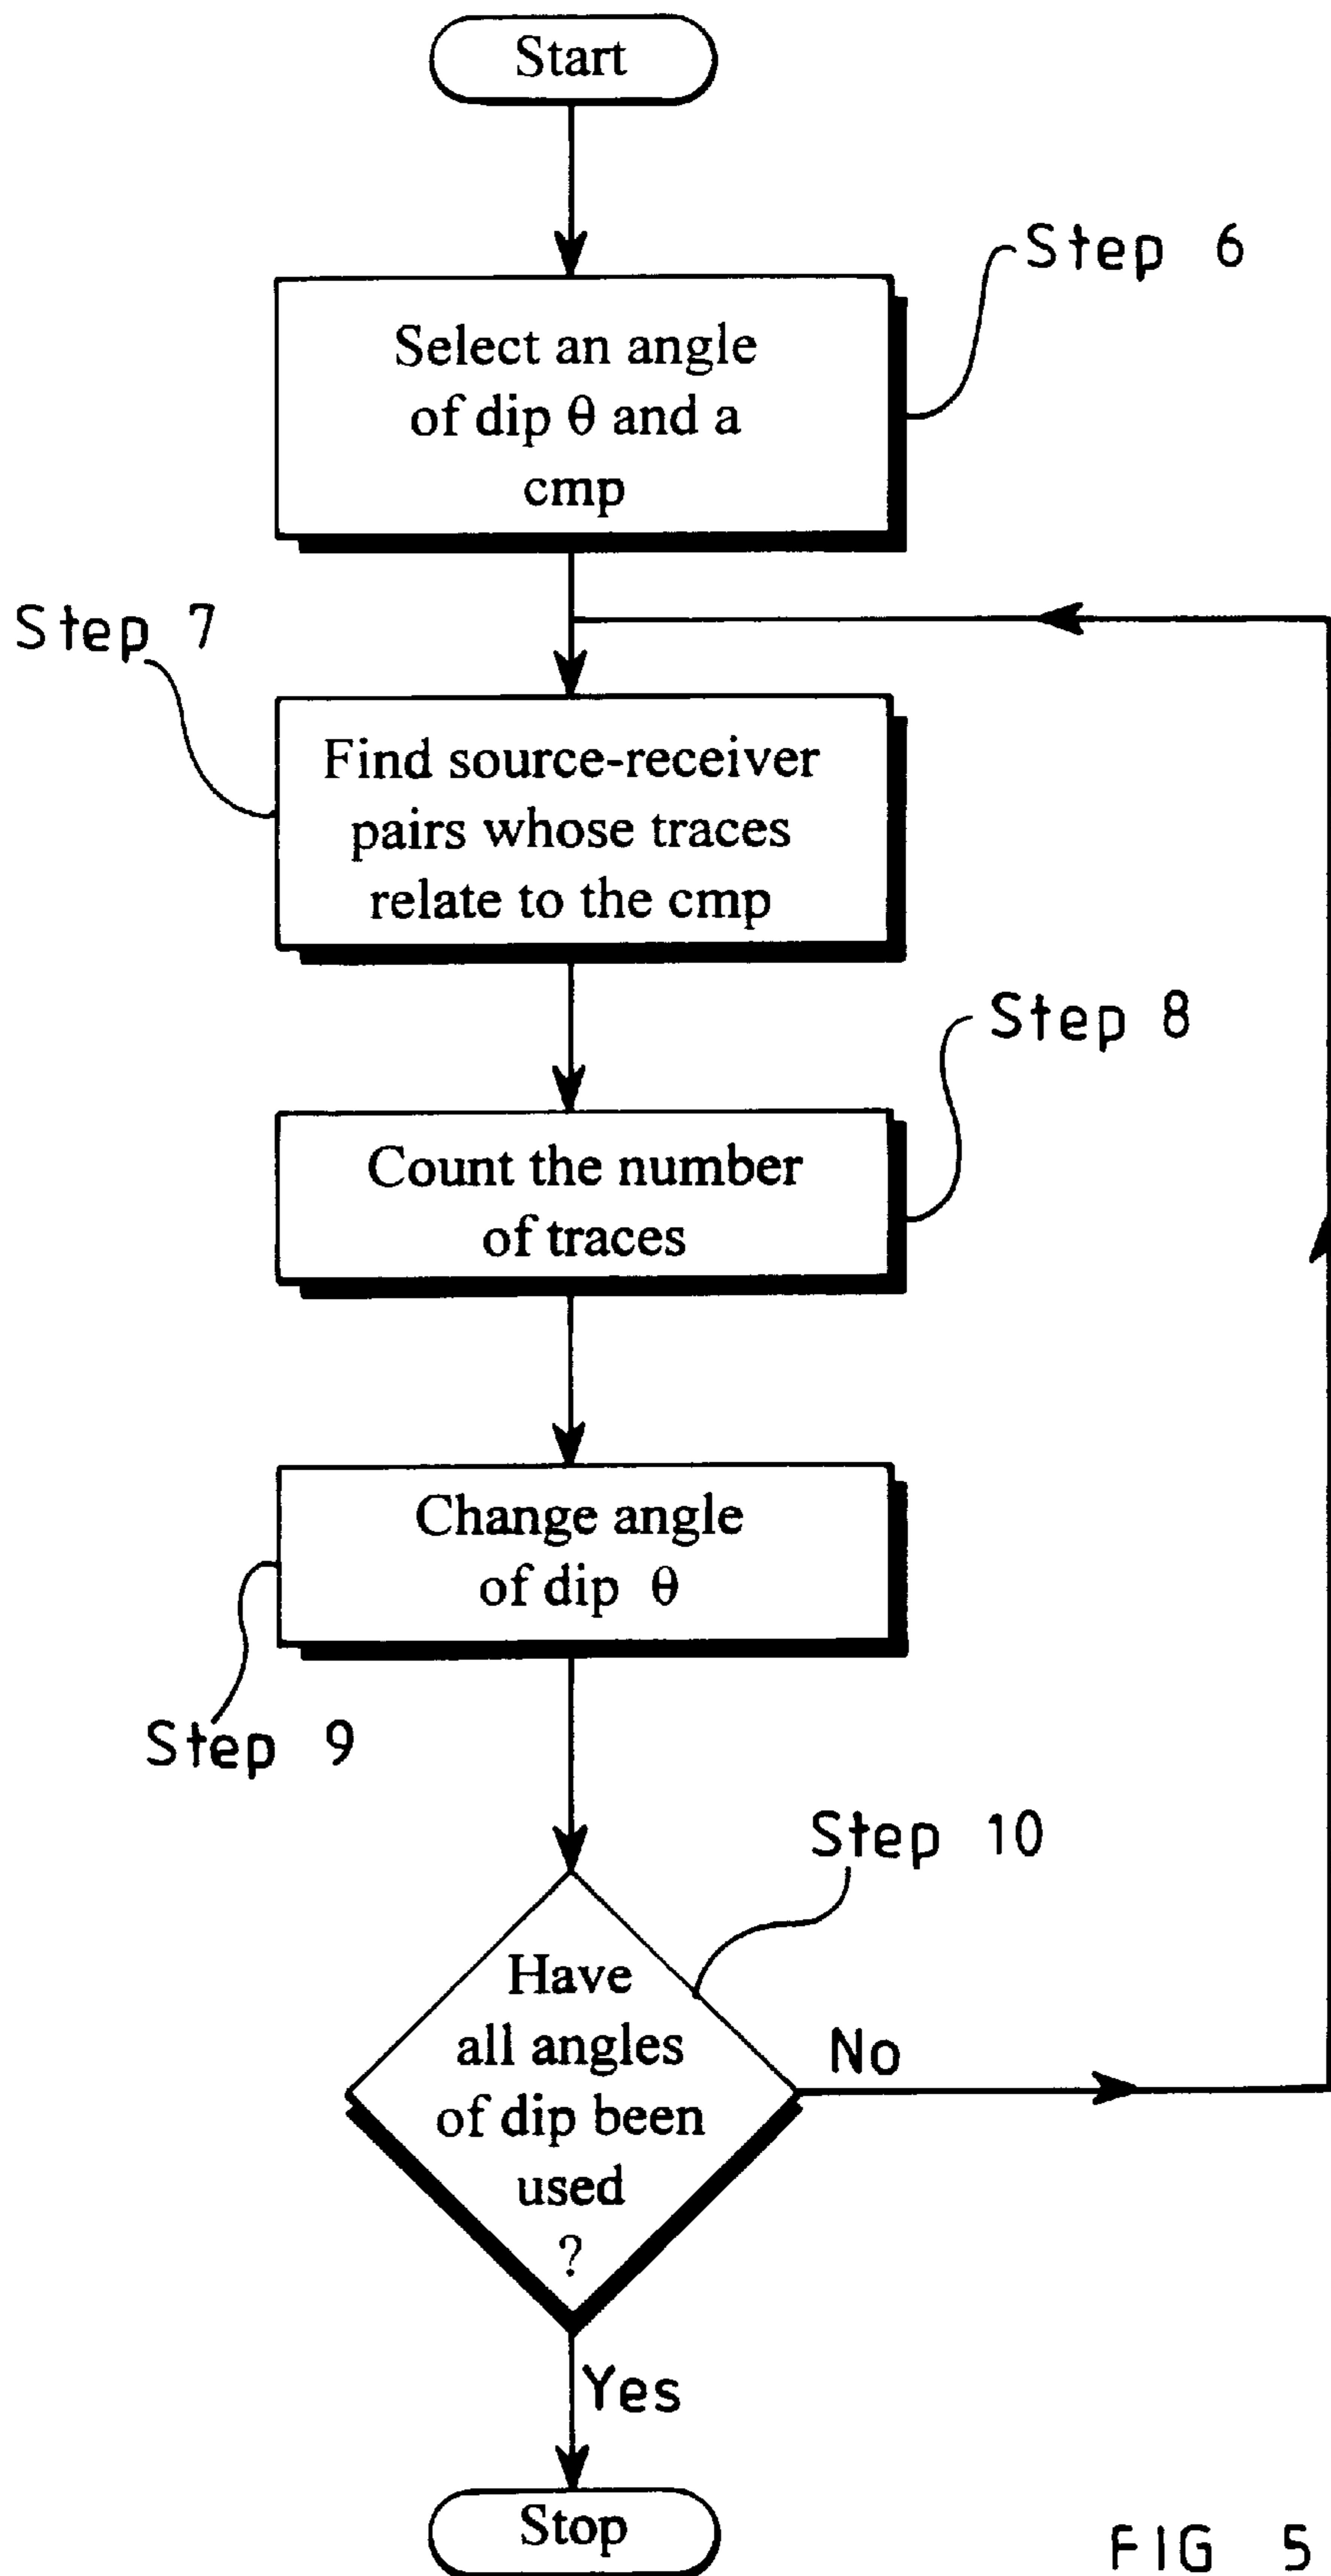 Start
Step 6
Select an angle
of dip θ and a
cmp
Step 7
Find source-receiver
pairs whose traces
relate to the cmp
Step 8
Count the number
of traces
Change angle
of dip θ
Step 9
Step 10
Have
all angles
of dip been
used
?
No
Yes
Stop
FIG 5